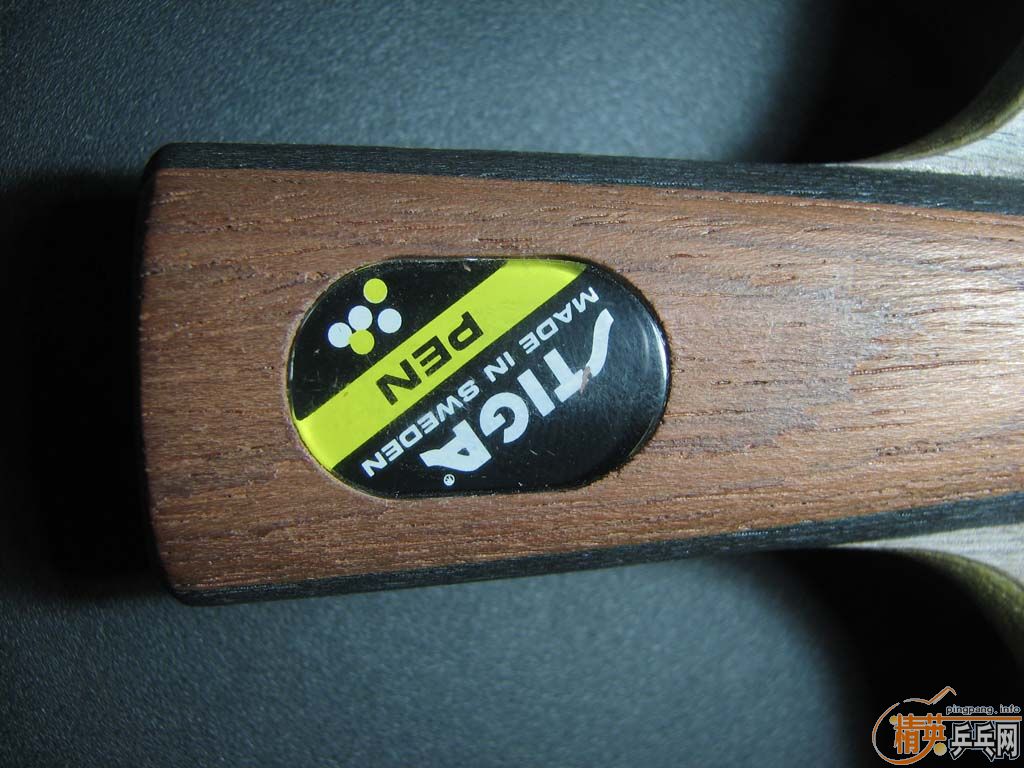 STIGA®
MADE IN SWEDEN
PEN
pingpang.info
精英乒乓网